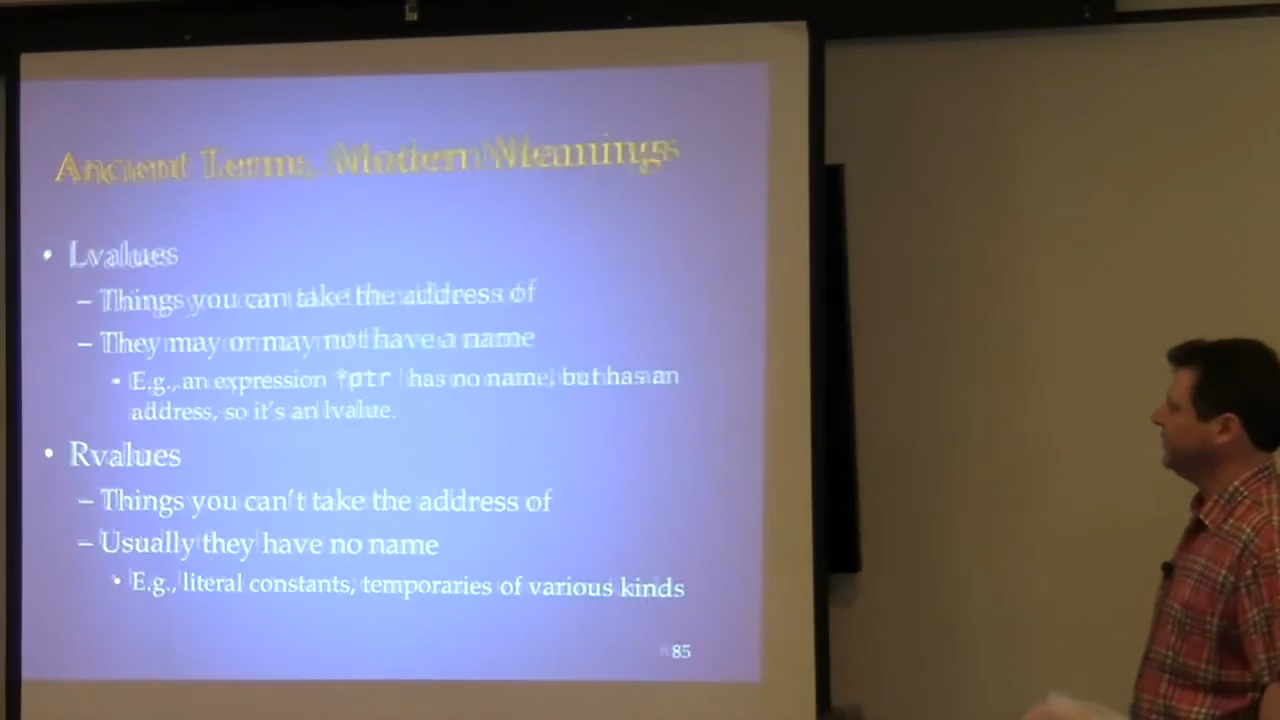 Ancient Terms, Modern Meanings
• Lvalues
– Things you can take the address of
– They may or may not have a name
▪ E.g., an expression *ptr has no name, but has an
address, so it's an lvalue.
• Rvalues
– Things you can't take the address of
– Usually they have no name
• E.g., literal constants, temporaries of various kinds
85